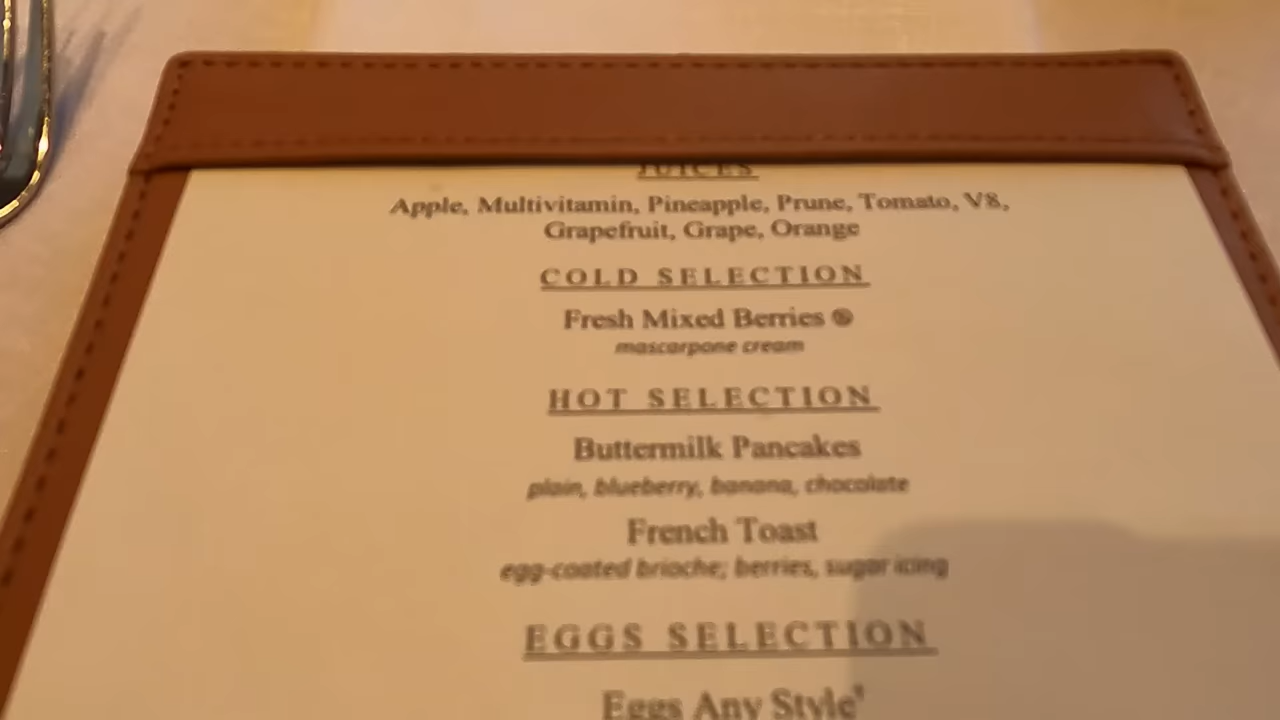 JUICES
Apple, Multivitamin, Pineapple, Prune, Tomato, V8,
Grapefruit, Grape, Orange
COLD SELECTION
Fresh Mixed Berries
mascarpone cream
HOT SELECTION
Buttermilk Pancakes
plain, blueberry, banana, chocolate
French Toast
egg-coated brioche; berries, sugar icing
EGGS SELECTION
Eggs Any Style